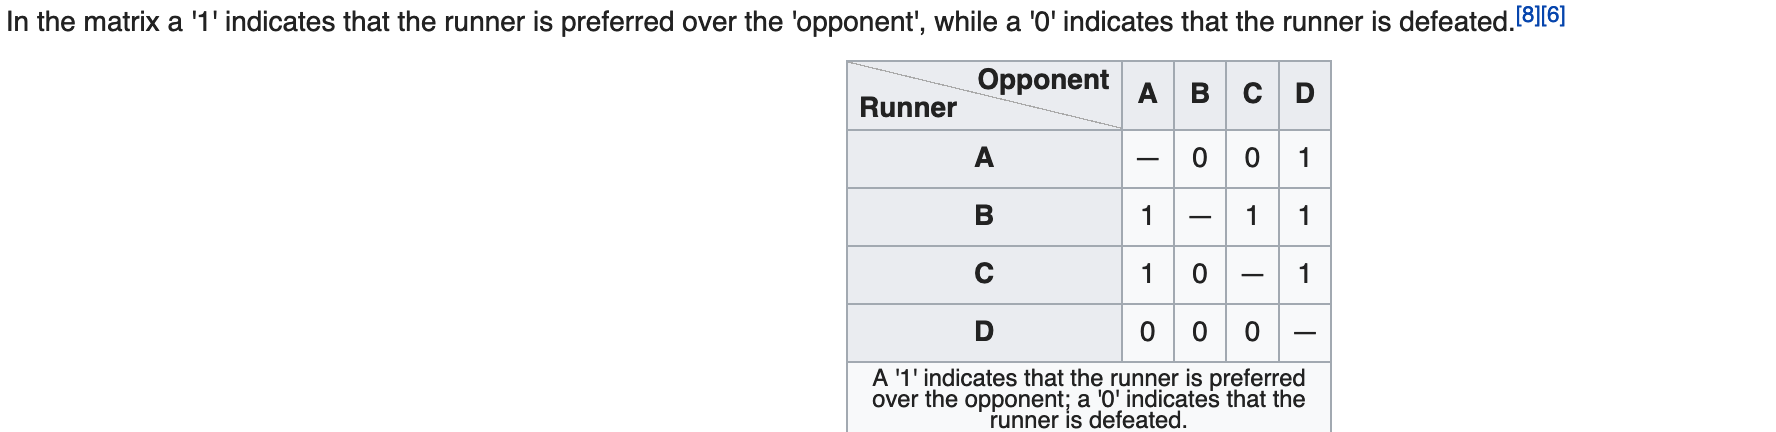 In the matrix a '1' indicates that the runner is preferred over the 'opponent', while a '0' indicates that the runner is defeated.[8][6]
Opponent
Runner
A B C D
A — 0 0 1
B 1 — 1 1
C 1 0 — 1
D 0 0 0 —
A '1' indicates that the runner is preferred
over the opponent; a '0' indicates that the
runner is defeated.